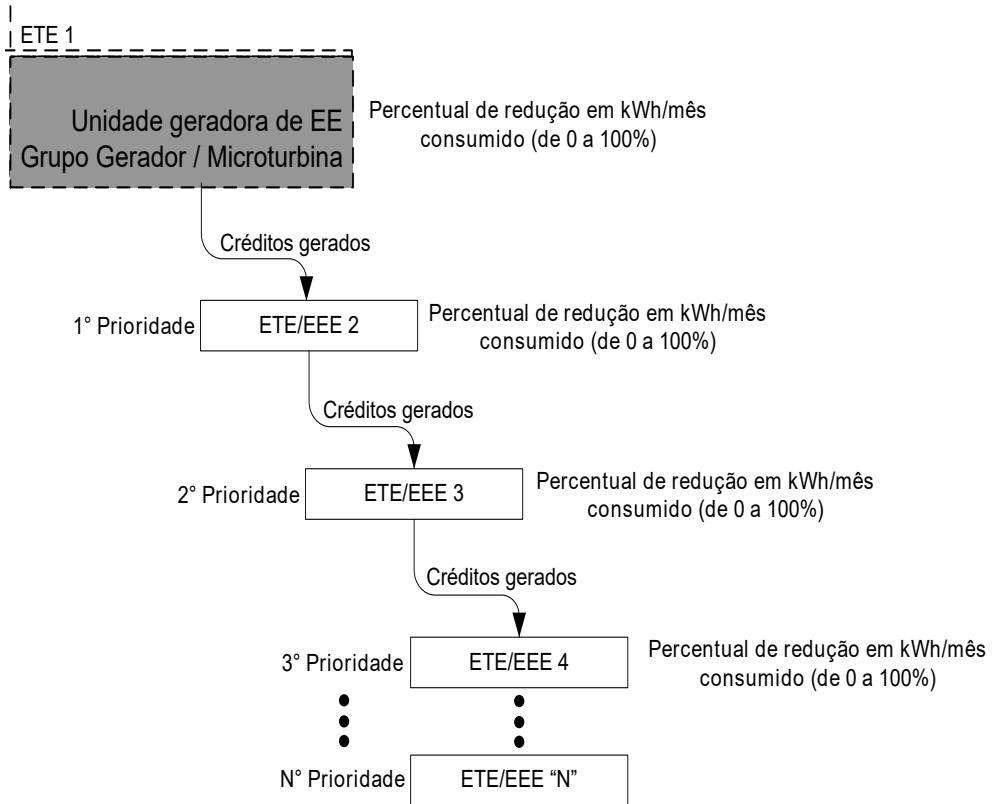 ETE 1
Unidade geradora de EE
Grupo Gerador / Microturbina
Percentual de redução em kWh/mês
consumido (de 0 a 100%)
Créditos gerados
1° Prioridade
ETE/EEE 2
Percentual de redução em kWh/mês
consumido (de 0 a 100%)
Créditos gerados
2° Prioridade
ETE/EEE 3
Percentual de redução em kWh/mês
consumido (de 0 a 100%)
Créditos gerados
3° Prioridade
ETE/EEE 4
Percentual de redução em kWh/mês
consumido (de 0 a 100%)
N° Prioridade
ETE/EEE “N”